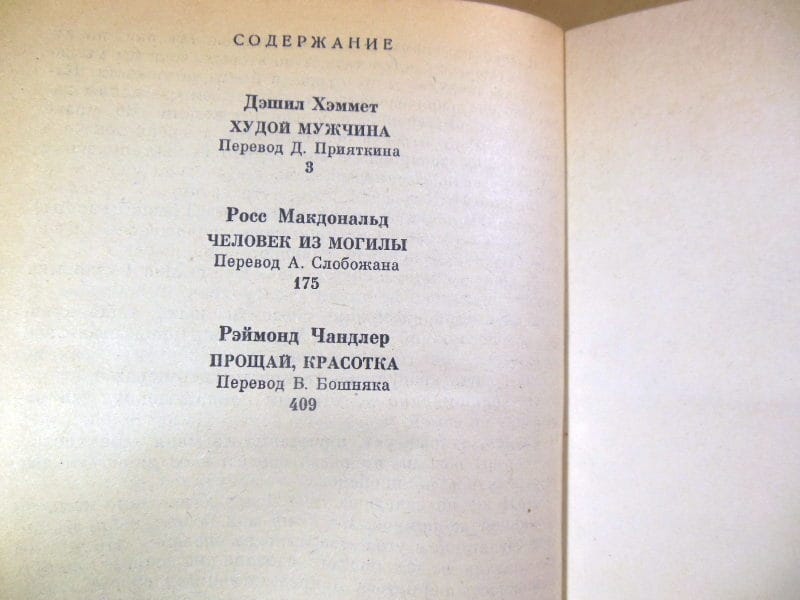 СОДЕРЖАНИЕ
Дэшил Хэммет
ХУДОЙ МУЖЧИНА
Перевод Д. Прияткина
3
Росс Макдональд
ЧЕЛОВЕК ИЗ МОГИЛЫ
Перевод А. Слобожана
175
Рэймонд Чандлер
ПРОЩАЙ, КРАСОТКА
Перевод В. Бошняка
409